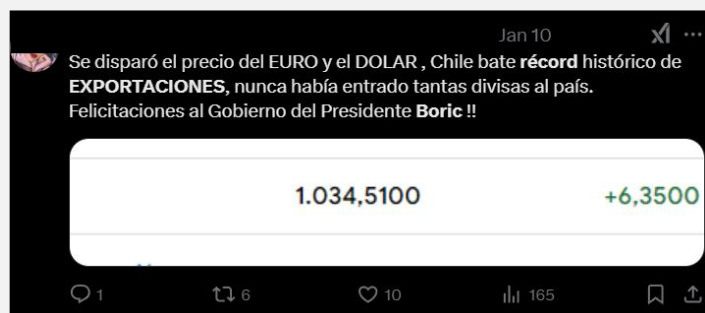 Jan 10
Se disparó el precio del EURO y el DOLAR , Chile bate récord histórico de
EXPORTACIONES, nunca había entrado tantas divisas al país.
Felicitaciones al Gobierno del Presidente Boric !!
1.034,5100 +6,3500
1 6 10 165